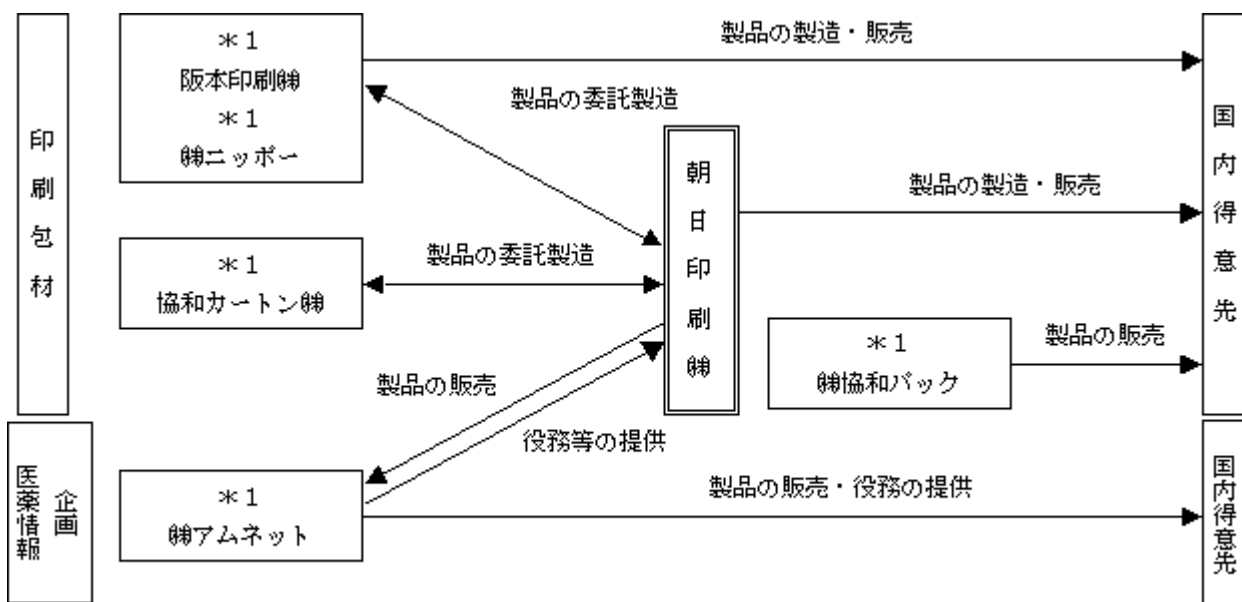 印刷包材
*1
阪本印刷㈱
*1
㈱ニッポー
製品の製造・販売
製品の委託製造
朝日印刷㈱
製品の製造・販売
国内得意先
*1
協和カートン㈱
製品の委託製造
*1
㈱協和パック
製品の販売
製品の販売
役務等の提供
企画
医薬情報
*1
㈱アムネット
製品の販売・役務の提供
国内得意先